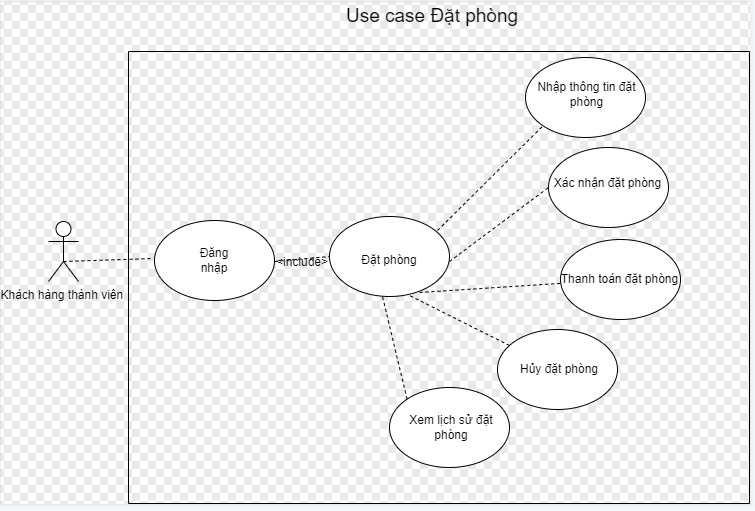 Use case Đặt phòng
Nhập thông tin đặt
phòng
Xác nhận đặt phòng
Đăng
nhập
<include>
Đặt phòng
Thanh toán đặt phòng
Khách hàng thành viên
Hủy đặt phòng
Xem lịch sử đặt
phòng